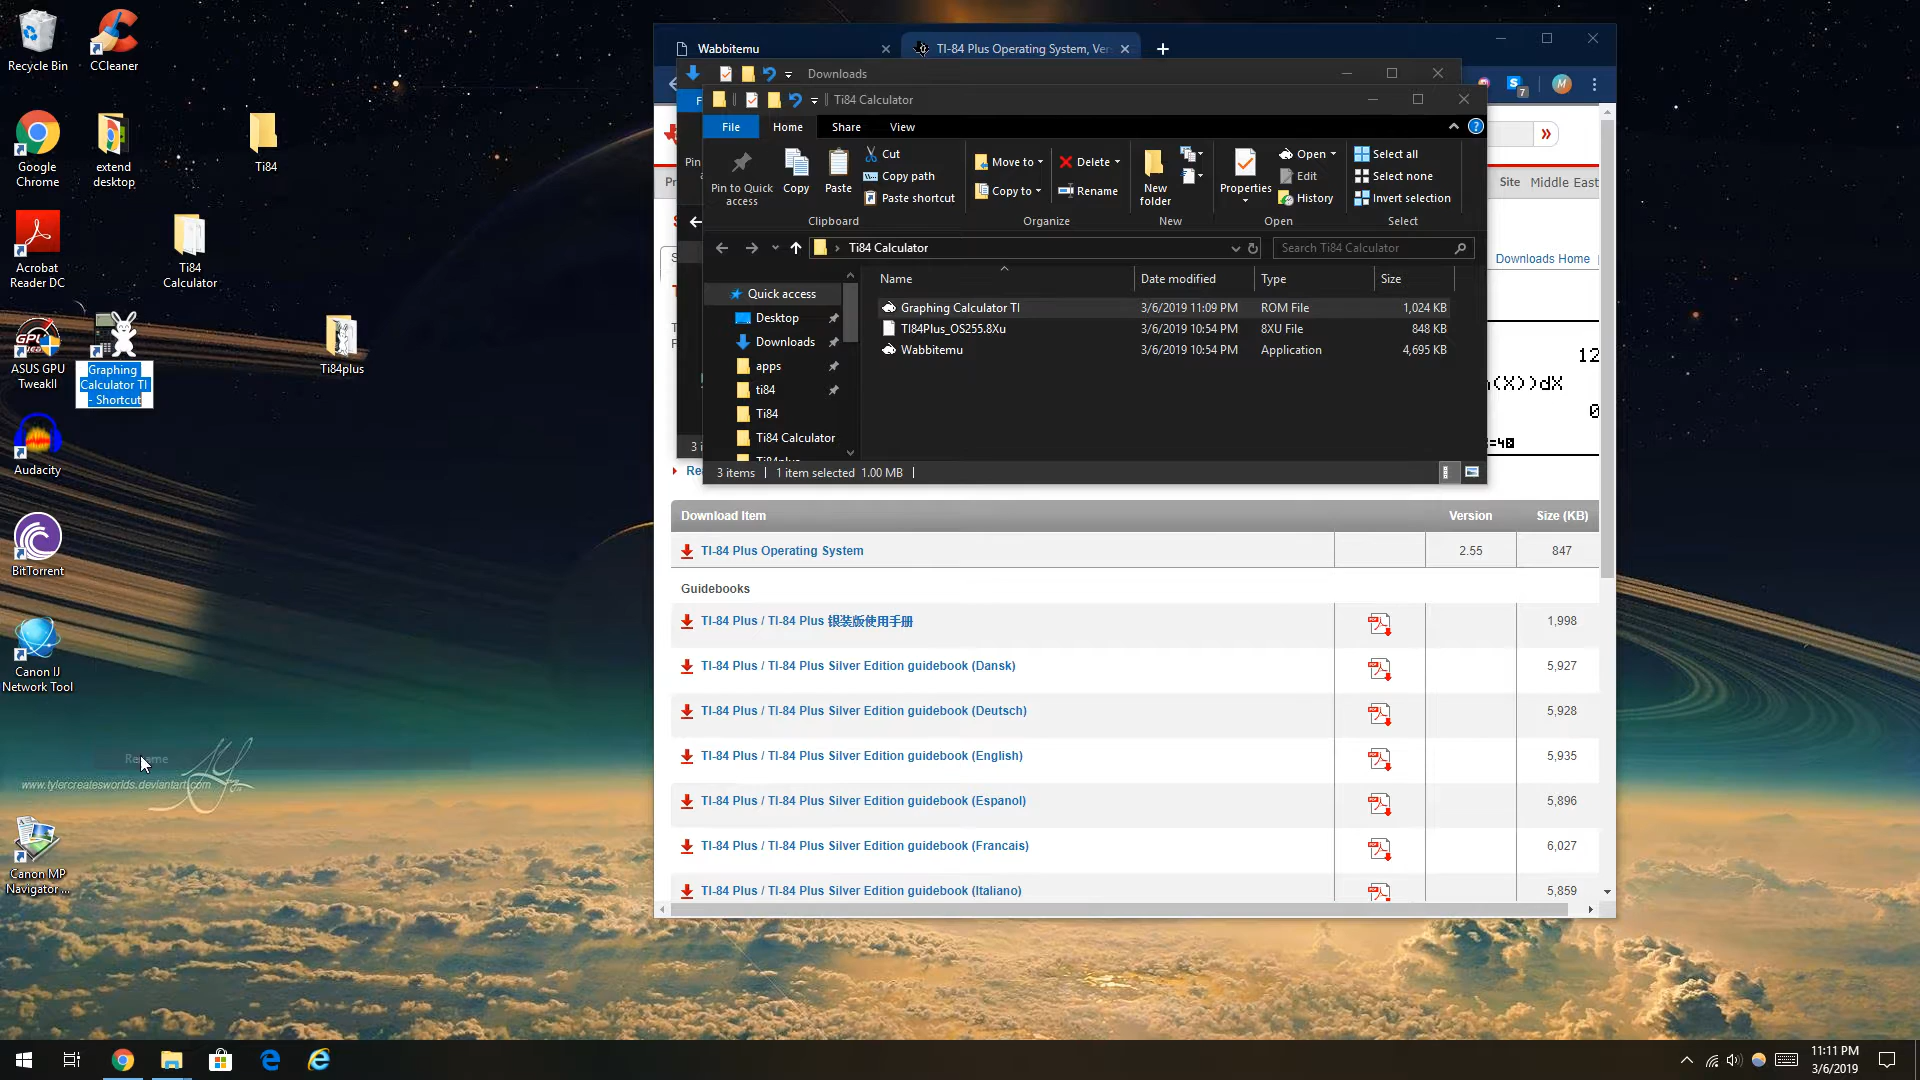 Recycle Bin
CCleaner
Google
Chrome
extend
desktop
Ti84
Acrobat
Reader DC
Ti84
Calculator
ASUS GPU
TweakII
Graphing
Calculator TI
- Shortcut
Ti84plus
Audacity
BitTorrent
Canon IJ
Network Tool
Rename
www.tylercreatesworlds.deviantart.com
Canon MP
Navigator ...
Wabbitemu
TI-84 Plus Operating System, Ver
Downloads
Ti84 Calculator
File
Home
Share
View
Pin to Quick
access
Copy
Paste
Cut
Copy path
Paste shortcut
Clipboard
Move to
Copy to
Delete
Rename
Organize
New
folder
New
Properties
Open
Edit
History
Open
Select all
Select none
Invert selection
Select
Ti84 Calculator
Search Ti84 Calculator
Name
Date modified
Type
Size
Graphing Calculator TI
3/6/2019 11:09 PM
ROM File
1,024 KB
TI84Plus_OS255.8Xu
3/6/2019 10:54 PM
8XU File
848 KB
Wabbitemu
3/6/2019 10:54 PM
Application
4,695 KB
Quick access
Desktop
Downloads
apps
ti84
Ti84
Ti84 Calculator
Ti84plus
3 items
1 item selected 1.00 MB
Pin
Pr
3 i
Re
7
M
Site
Middle East
Downloads Home
12
(X))dX
0
=40
Download Item
Version
Size (KB)
TI-84 Plus Operating System
2.55
847
Guidebooks
TI-84 Plus / TI-84 Plus 银装版使用手册
1,998
TI-84 Plus / TI-84 Plus Silver Edition guidebook (Dansk)
5,927
TI-84 Plus / TI-84 Plus Silver Edition guidebook (Deutsch)
5,928
TI-84 Plus / TI-84 Plus Silver Edition guidebook (English)
5,935
TI-84 Plus / TI-84 Plus Silver Edition guidebook (Espanol)
5,896
TI-84 Plus / TI-84 Plus Silver Edition guidebook (Francais)
6,027
TI-84 Plus / TI-84 Plus Silver Edition guidebook (Italiano)
5,859
11:11 PM
3/6/2019